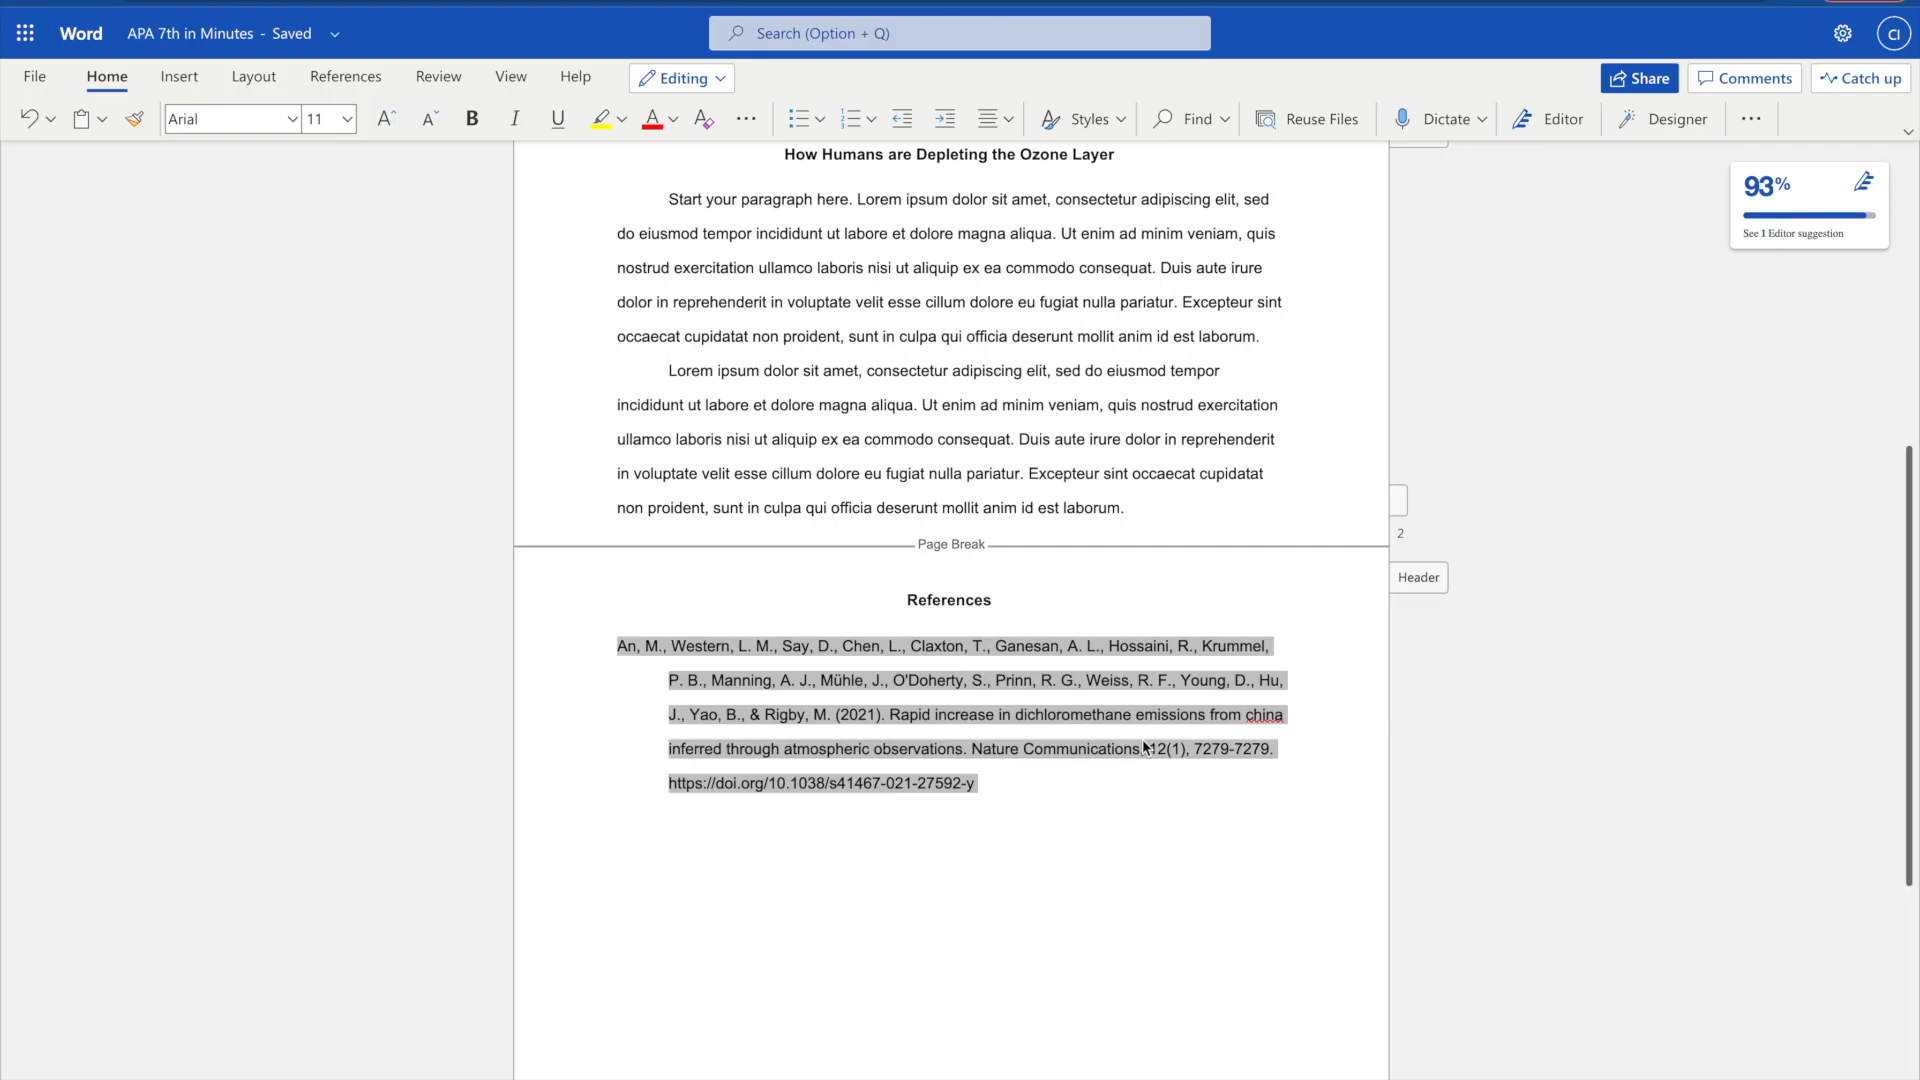 Word APA 7th in Minutes - Saved Search (Option + Q) CI
File Home Insert Layout References Review View Help Editing Share Comments Catch up
Arial 11 A A B I U A A Styles Find Reuse Files Dictate Editor Designer
How Humans are Depleting the Ozone Layer
93%
See 1 Editor suggestion
Start your paragraph here. Lorem ipsum dolor sit amet, consectetur adipiscing elit, sed
do eiusmod tempor incididunt ut labore et dolore magna aliqua. Ut enim ad minim veniam, quis
nostrud exercitation ullamco laboris nisi ut aliquip ex ea commodo consequat. Duis aute irure
dolor in reprehenderit in voluptate velit esse cillum dolore eu fugiat nulla pariatur. Excepteur sint
occaecat cupidatat non proident, sunt in culpa qui officia deserunt mollit anim id est laborum.
Lorem ipsum dolor sit amet, consectetur adipiscing elit, sed do eiusmod tempor
incididunt ut labore et dolore magna aliqua. Ut enim ad minim veniam, quis nostrud exercitation
ullamco laboris nisi ut aliquip ex ea commodo consequat. Duis aute irure dolor in reprehenderit
in voluptate velit esse cillum dolore eu fugiat nulla pariatur. Excepteur sint occaecat cupidatat
non proident, sunt in culpa qui officia deserunt mollit anim id est laborum.
2
Page Break
Header
References
An, M., Western, L. M., Say, D., Chen, L., Claxton, T., Ganesan, A. L., Hossaini, R., Krummel,
P. B., Manning, A. J., Mühle, J., O'Doherty, S., Prinn, R. G., Weiss, R. F., Young, D., Hu,
J., Yao, B., & Rigby, M. (2021). Rapid increase in dichloromethane emissions from china
inferred through atmospheric observations. Nature Communications, 12(1), 7279-7279.
https://doi.org/10.1038/s41467-021-27592-y